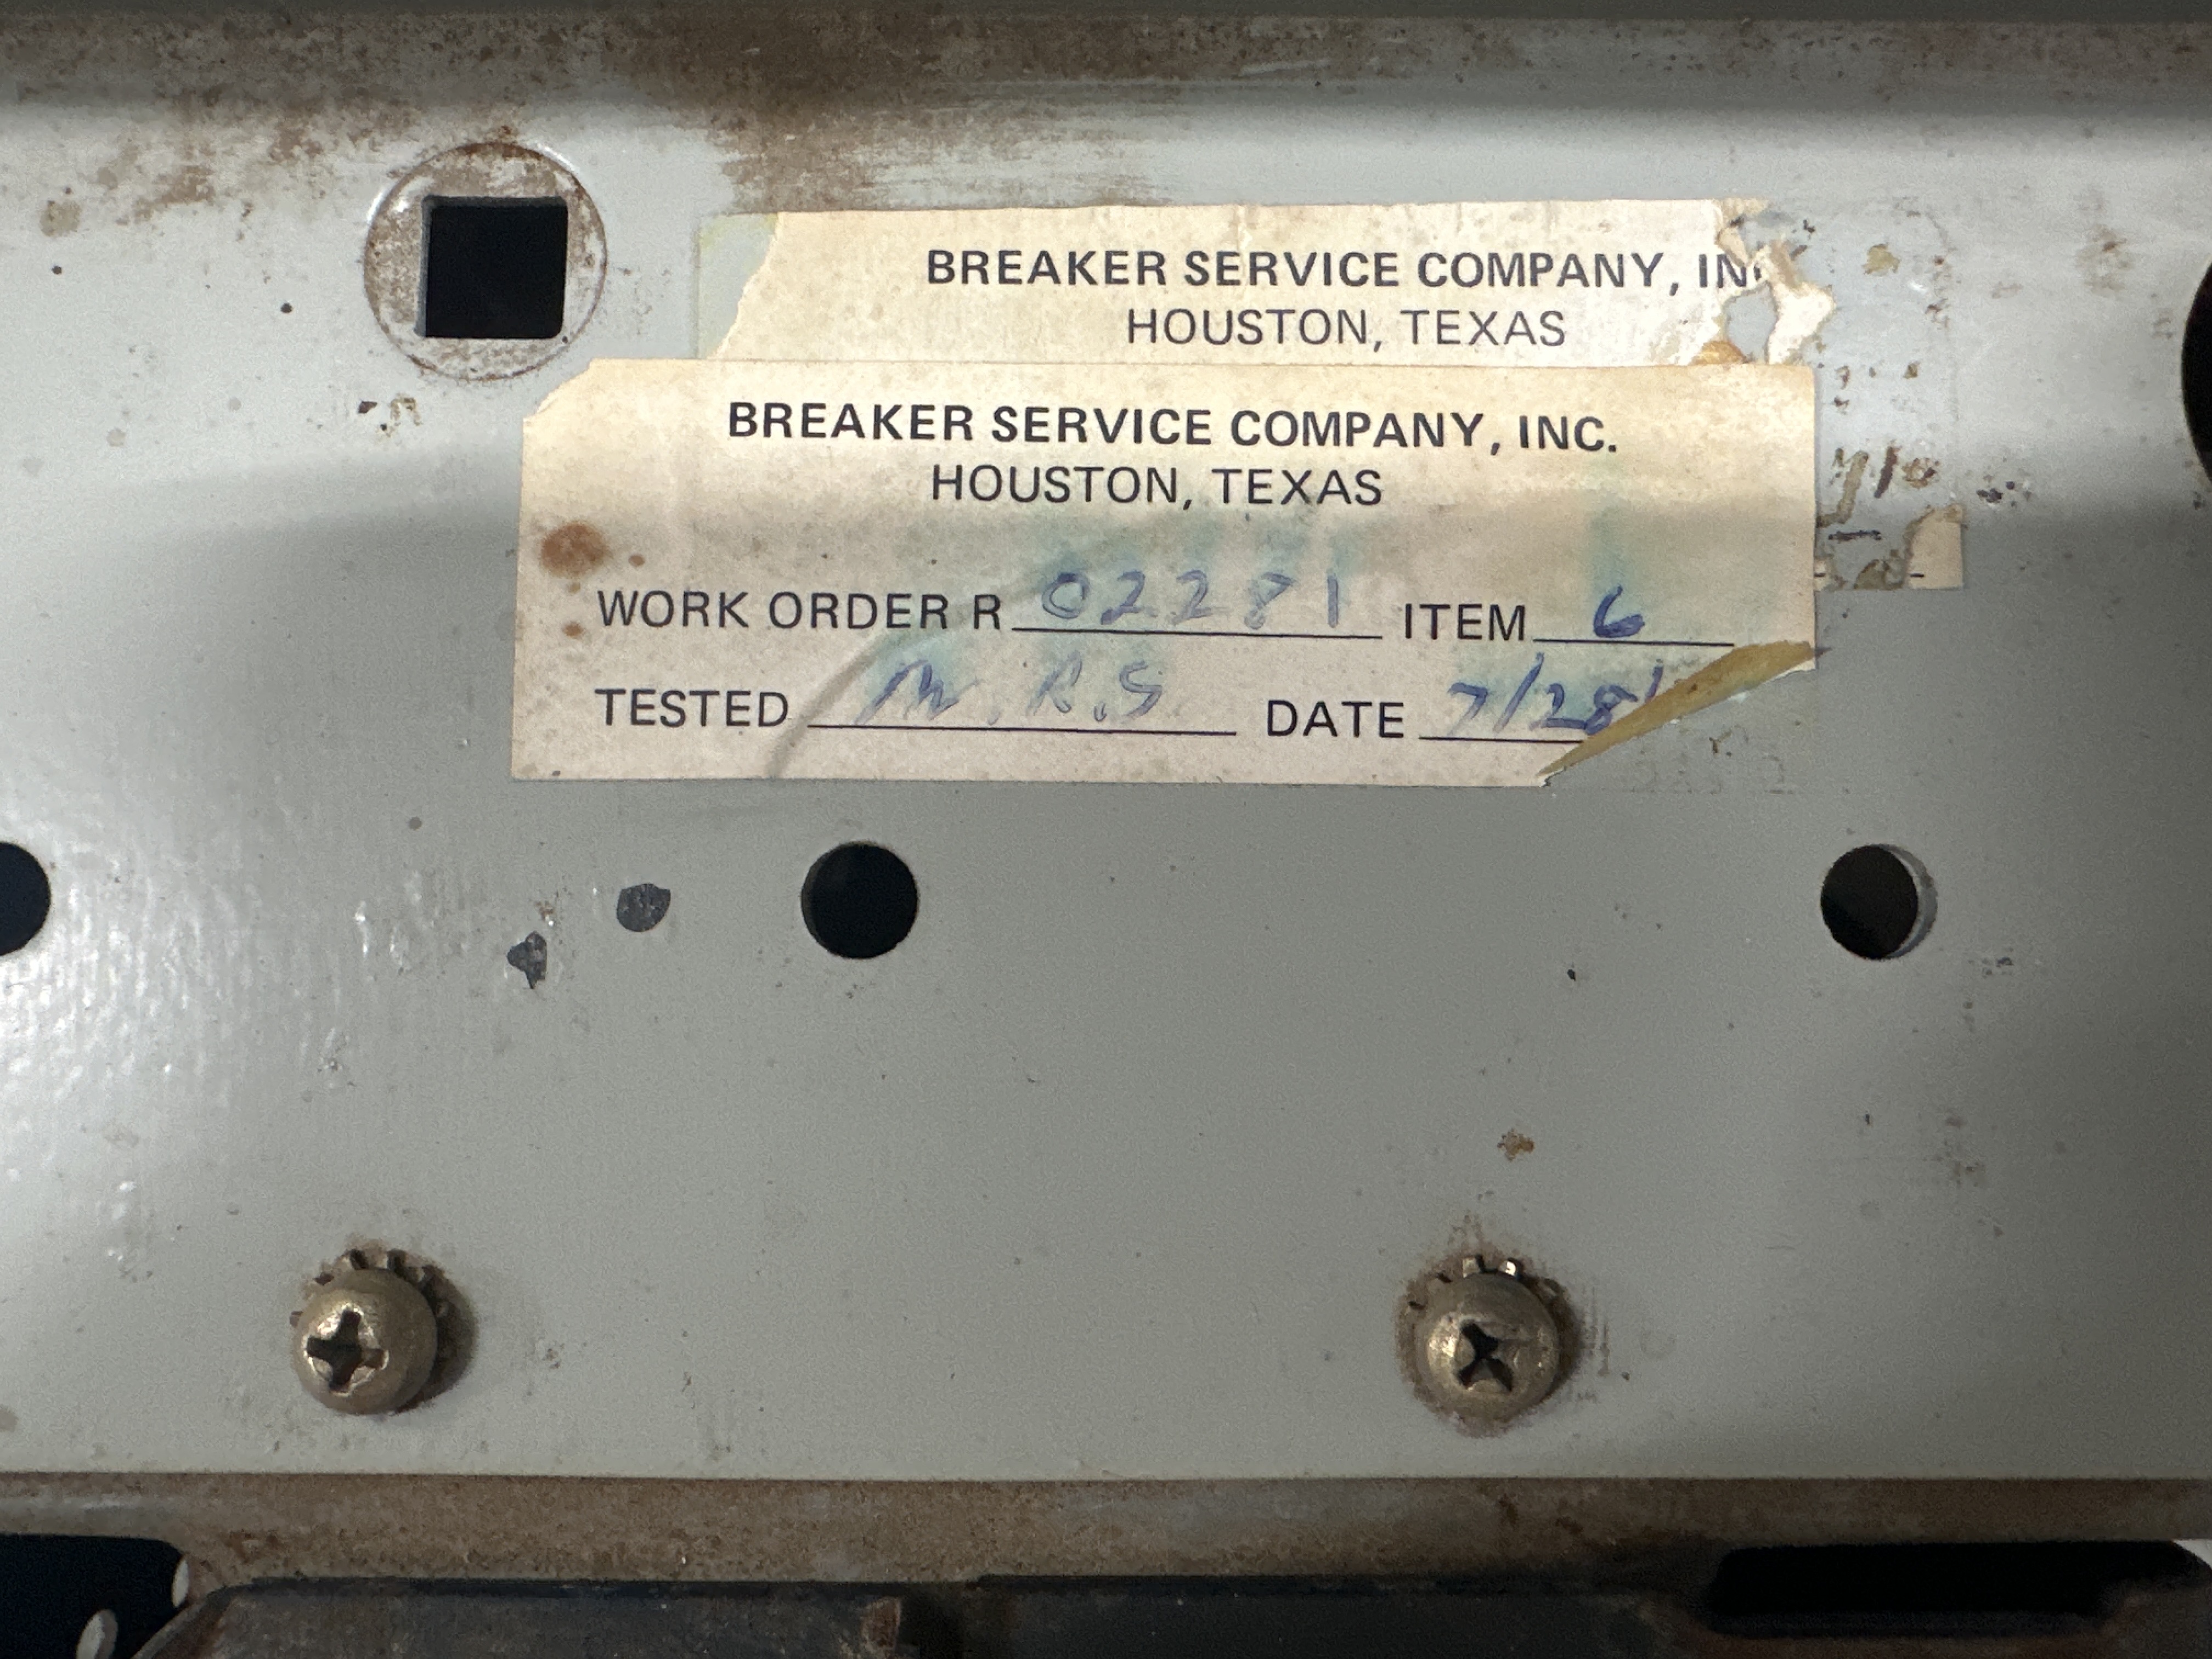 BREAKER SERVICE COMPANY, IN
HOUSTON, TEXAS
BREAKER SERVICE COMPANY, INC.
HOUSTON, TEXAS
WORK ORDER R 02281 ITEM 6
TESTED M.R.S DATE 7/28/